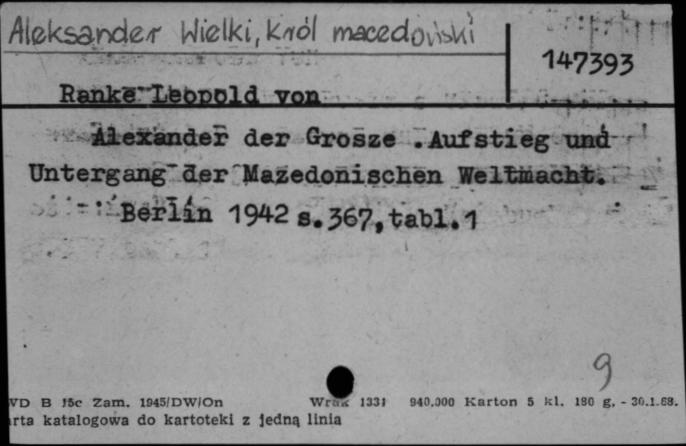 Aleksander Wielki, król macedoński
147393
Ranke Leopold von
Alexander der Grosze .Aufstieg und
Untergang der Mazedonischen Weltmacht.
Berlin 1942 s.367,tabl.1
9
WD B 15c Zam. 1945/DW/On 1331 940.000 Karton 5 kl. 180 g. - 30.1.68.
rta katalogowa do kartoteki z jedną linia